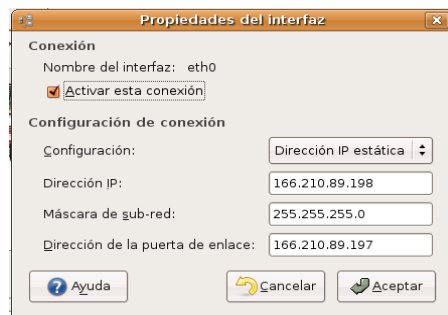 Propiedades del interfaz
Conexión
Nombre del interfaz: eth0
Activar esta conexión
Configuración de conexión
Configuración: Dirección IP estática
Dirección IP: 166.210.89.198
Máscara de sub-red: 255.255.255.0
Dirección de la puerta de enlace: 166.210.89.197
Ayuda Cancelar Aceptar